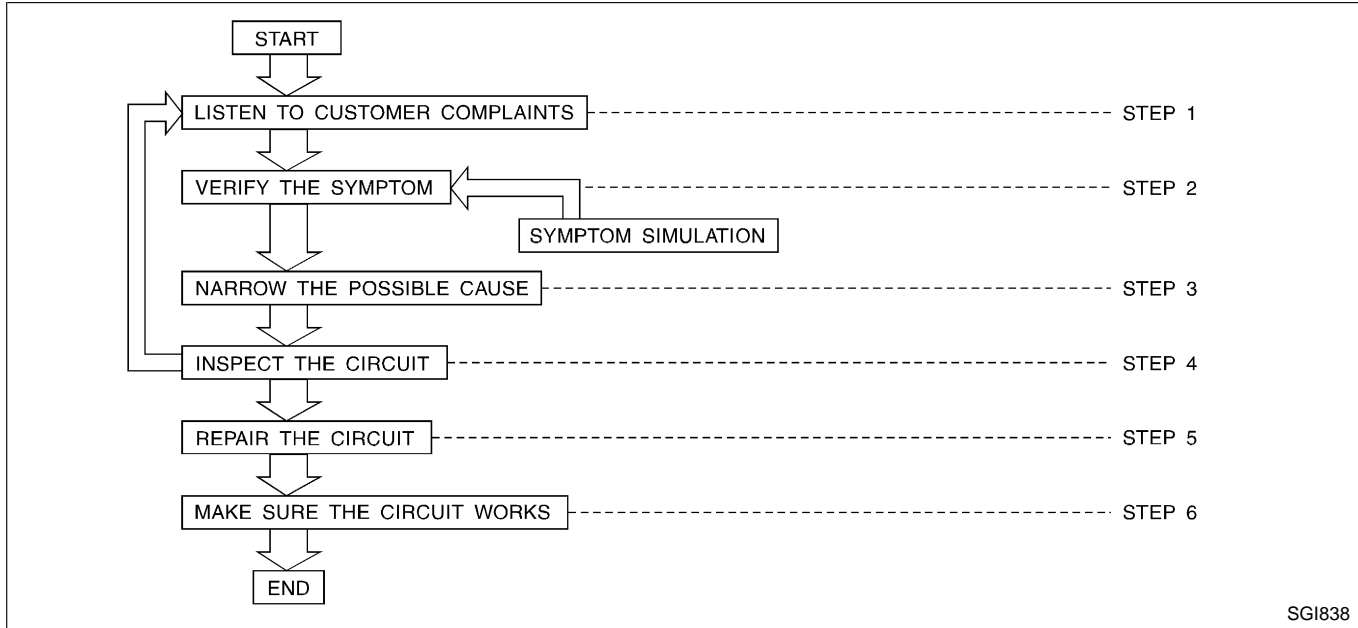 START
LISTEN TO CUSTOMER COMPLAINTS STEP 1
VERIFY THE SYMPTOM STEP 2
SYMPTOM SIMULATION
NARROW THE POSSIBLE CAUSE STEP 3
INSPECT THE CIRCUIT STEP 4
REPAIR THE CIRCUIT STEP 5
MAKE SURE THE CIRCUIT WORKS STEP 6
END
SGI838